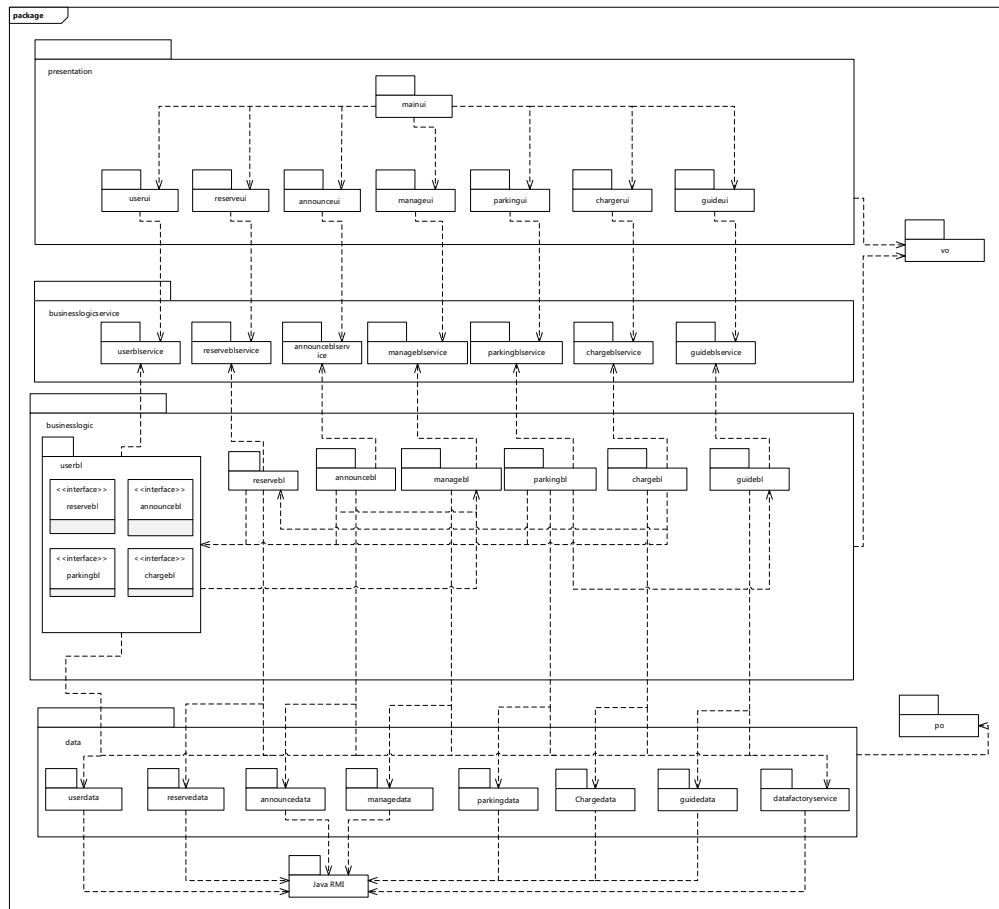 package
presentation
mainui
userui
reserveui
announceui
manageui
parkingui
chargerui
guideui
vo
businesslogicservice
userblservice
reserveblservice
announceblserv
ice
manageblservice
parkingblservice
chargeblservice
guideblservice
businesslogic
userbl
<<interface>>
reservebl
<<interface>>
announcebl
<<interface>>
parkingbl
<<interface>>
chargebl
reservebl
announcebl
managebl
parkingbl
chargebl
guidebl
po
data
userdata
reservedata
announcedata
managedata
parkingdata
Chargedata
guidedata
datafactoryservice
Java RMI